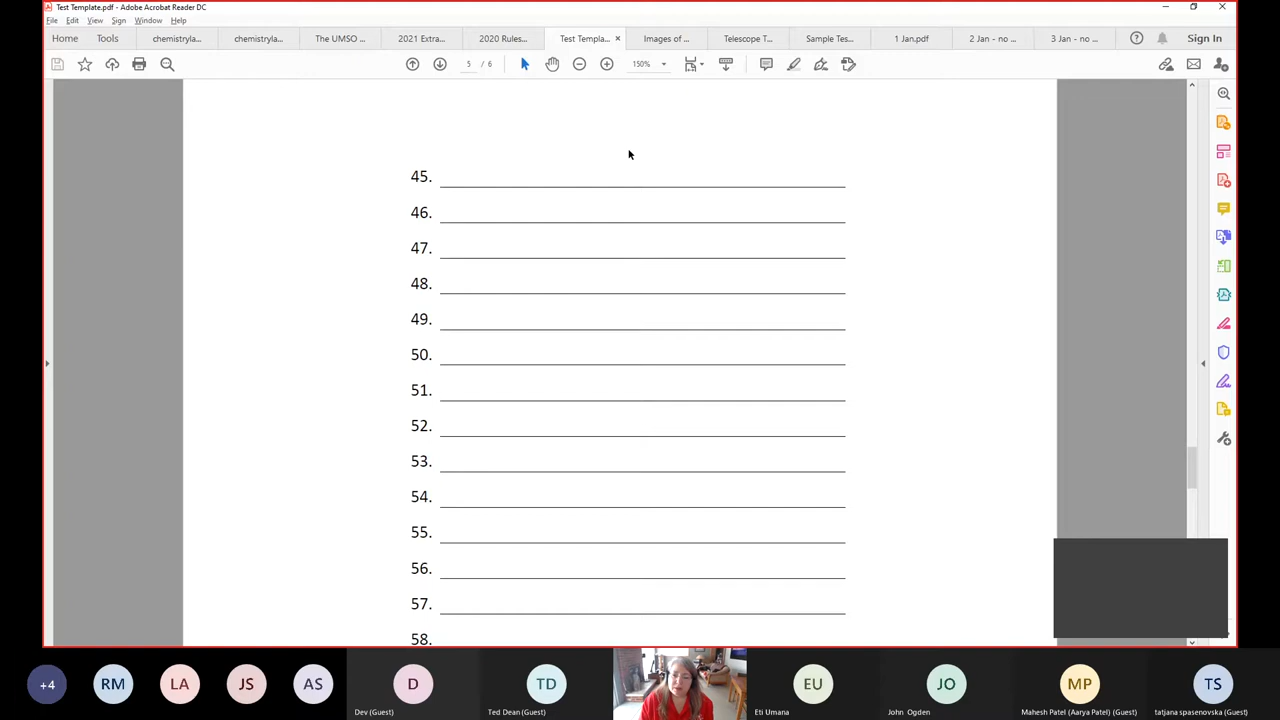 Test Template.pdf - Adobe Acrobat Reader DC
File Edit View Sign Window Help
Home Tools chemistryla... chemistryla... The UMSO ... 2021 Extra... 2020 Rules... Test Templa... × Images of ... Telescope T... Sample Tes... 1 Jan.pdf 2 Jan - no ... 3 Jan - no ... Sign In
5 / 6 150%
45.
46.
47.
48.
49.
50.
51.
52.
53.
54.
55.
56.
57.
58.
+4 RM LA JS AS D TD EU JO MP TS
Dev (Guest) Ted Dean (Guest) Eti Umana John Ogden Mahesh Patel (Aarya Patel) (Guest) tatjana spasenovska (Guest)